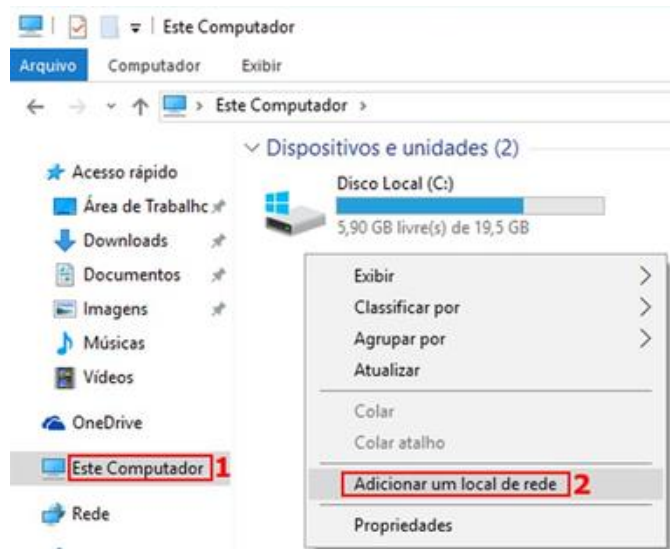 Este Computador
Arquivo Computador Exibir
Este Computador
Dispositivos e unidades (2)
Acesso rápido
Disco Local (C:)
Área de Trabalhc
5,90 GB livre(s) de 19,5 GB
Downloads
Documentos
Imagens
Músicas
Vídeos
OneDrive
Este Computador 1
Rede
Exibir
Classificar por
Agrupar por
Atualizar
Colar
Colar atalho
Adicionar um local de rede 2
Propriedades